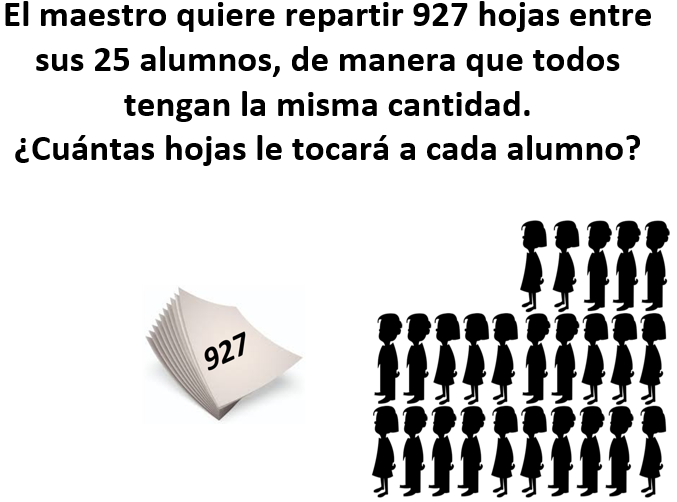 El maestro quiere repartir 927 hojas entre
sus 25 alumnos, de manera que todos
tengan la misma cantidad.
¿Cuántas hojas le tocará a cada alumno?
927